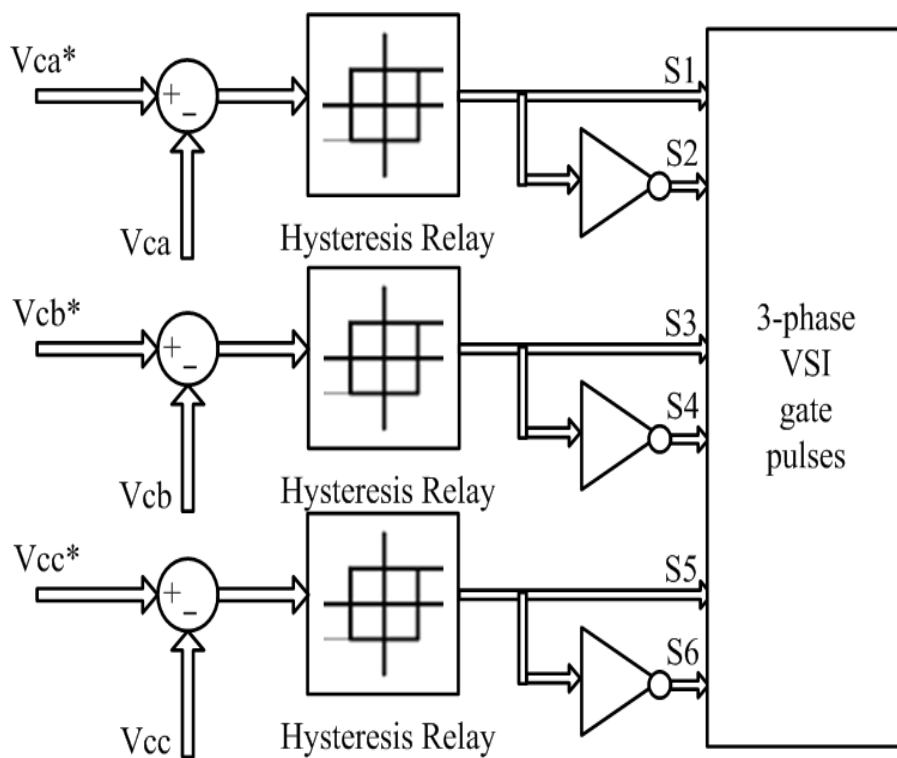 Vca*
+
−
Vca
Hysteresis Relay
S1
S2
Vcb*
+
−
Vcb
Hysteresis Relay
S3
S4
Vcc*
+
−
Vcc
Hysteresis Relay
S5
S6
3-phase
VSI
gate
pulses